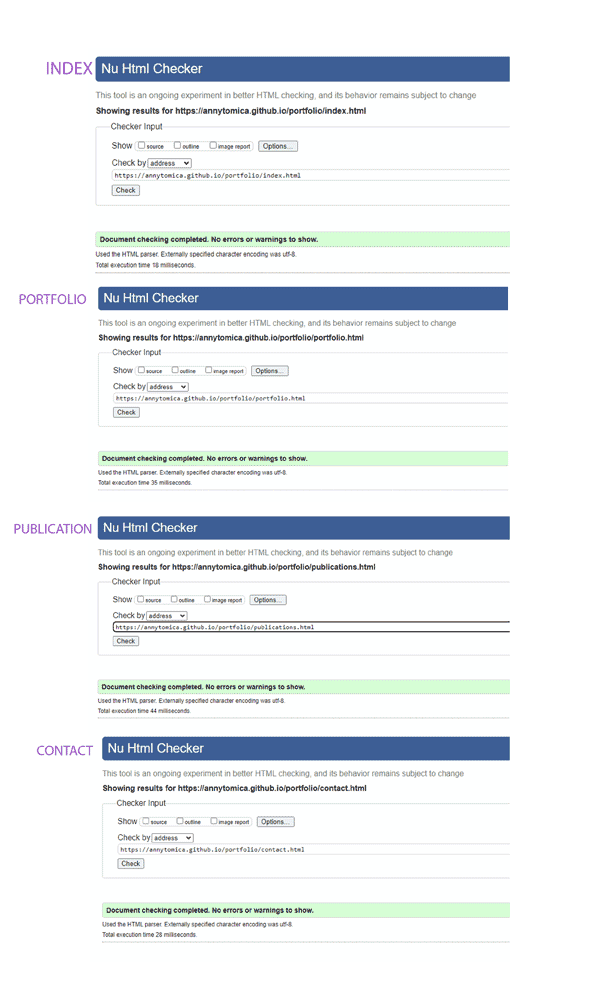 INDEX Nu Html Checker
This tool is an ongoing experiment in better HTML checking, and its behavior remains subject to change
Showing results for https://annytomica.github.io/portfolio/index.html
Checker Input
Show source outline image report Options...
Check by address
https://annytomica.github.io/portfolio/index.html
Check
Document checking completed. No errors or warnings to show.
Used the HTML parser. Externally specified character encoding was utf-8.
Total execution time 18 milliseconds.
PORTFOLIO Nu Html Checker
This tool is an ongoing experiment in better HTML checking, and its behavior remains subject to change
Showing results for https://annytomica.github.io/portfolio/portfolio.html
Checker Input
Show source outline image report Options...
Check by address
https://annytomica.github.io/portfolio/portfolio.html
Check
Document checking completed. No errors or warnings to show.
Used the HTML parser. Externally specified character encoding was utf-8.
Total execution time 35 milliseconds.
PUBLICATION Nu Html Checker
This tool is an ongoing experiment in better HTML checking, and its behavior remains subject to change
Showing results for https://annytomica.github.io/portfolio/publications.html
Checker Input
Show source outline image report Options...
Check by address
https://annytomica.github.io/portfolio/publications.html
Check
Document checking completed. No errors or warnings to show.
Used the HTML parser. Externally specified character encoding was utf-8.
Total execution time 44 milliseconds.
CONTACT Nu Html Checker
This tool is an ongoing experiment in better HTML checking, and its behavior remains subject to change
Showing results for https://annytomica.github.io/portfolio/contact.html
Checker Input
Show source outline image report Options...
Check by address
https://annytomica.github.io/portfolio/contact.html
Check
Document checking completed. No errors or warnings to show.
Used the HTML parser. Externally specified character encoding was utf-8.
Total execution time 28 milliseconds.